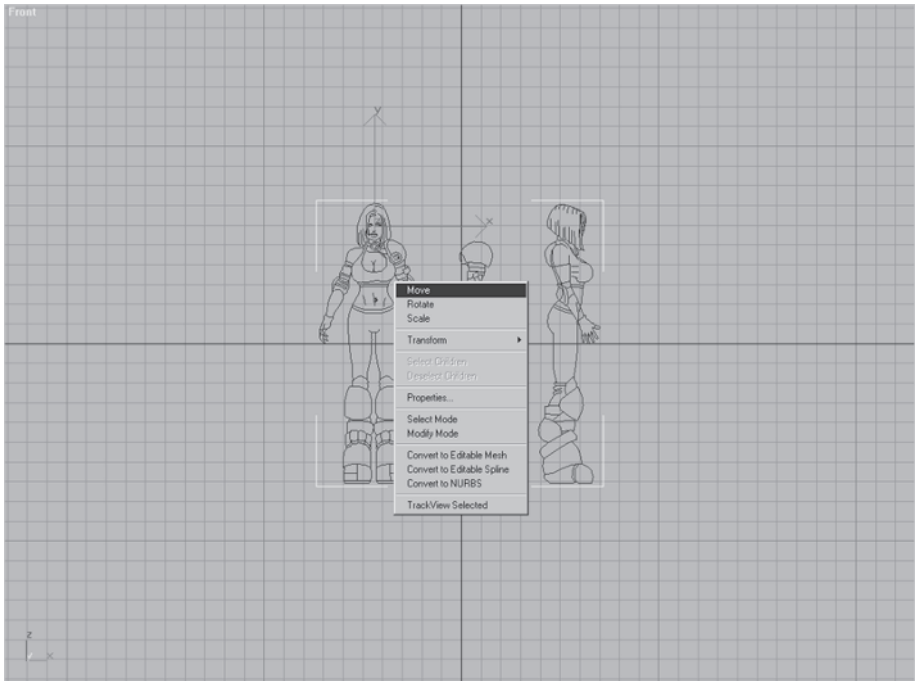 Front
y
x
Move
Rotate
Scale
Transform
Select Children
Deselect Children
Properties...
Select Mode
Modify Mode
Convert to Editable Mesh
Convert to Editable Spline
Convert to NURBS
TrackView Selected
z
y
x